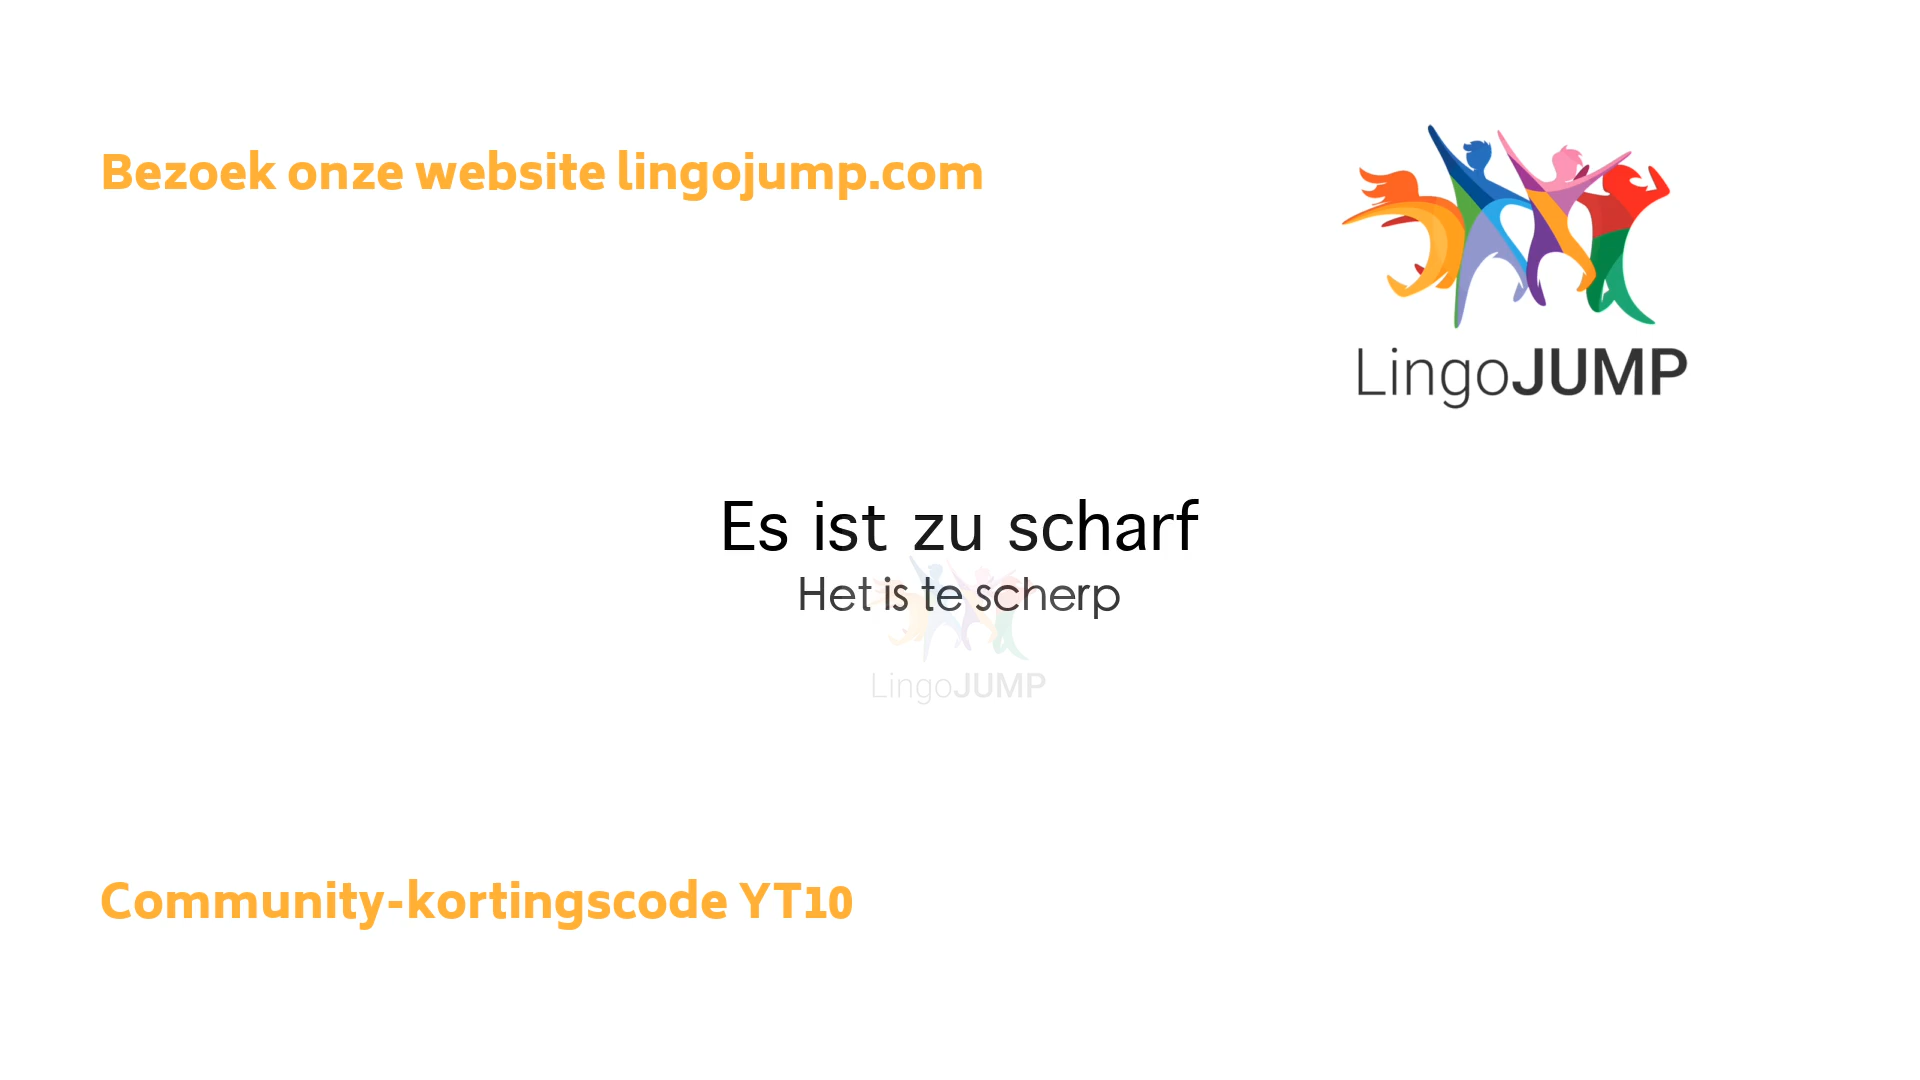 Bezoek onze website lingojump.com
LingoJUMP
Es ist zu scharf
Het is te scherp
LingoJUMP
Community-kortingscode YT10